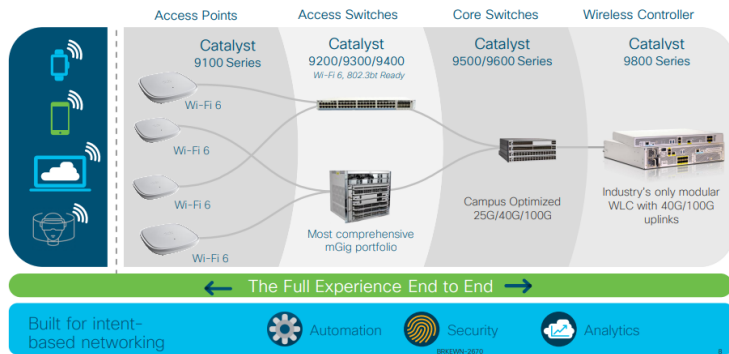 Access Points
Access Switches
Core Switches
Wireless Controller
Catalyst
9100 Series
Catalyst
9200/9300/9400
Wi-Fi 6, 802.3bt Ready
Catalyst
9500/9600 Series
Catalyst
9800 Series
Wi-Fi 6
Wi-Fi 6
Wi-Fi 6
Wi-Fi 6
Most comprehensive
mGig portfolio
Campus Optimized
25G/40G/100G
Industry's only modular
WLC with 40G/100G
uplinks
The Full Experience End to End
Built for intent-
based networking
Automation
Security
Analytics
BRKEWN-2670
8